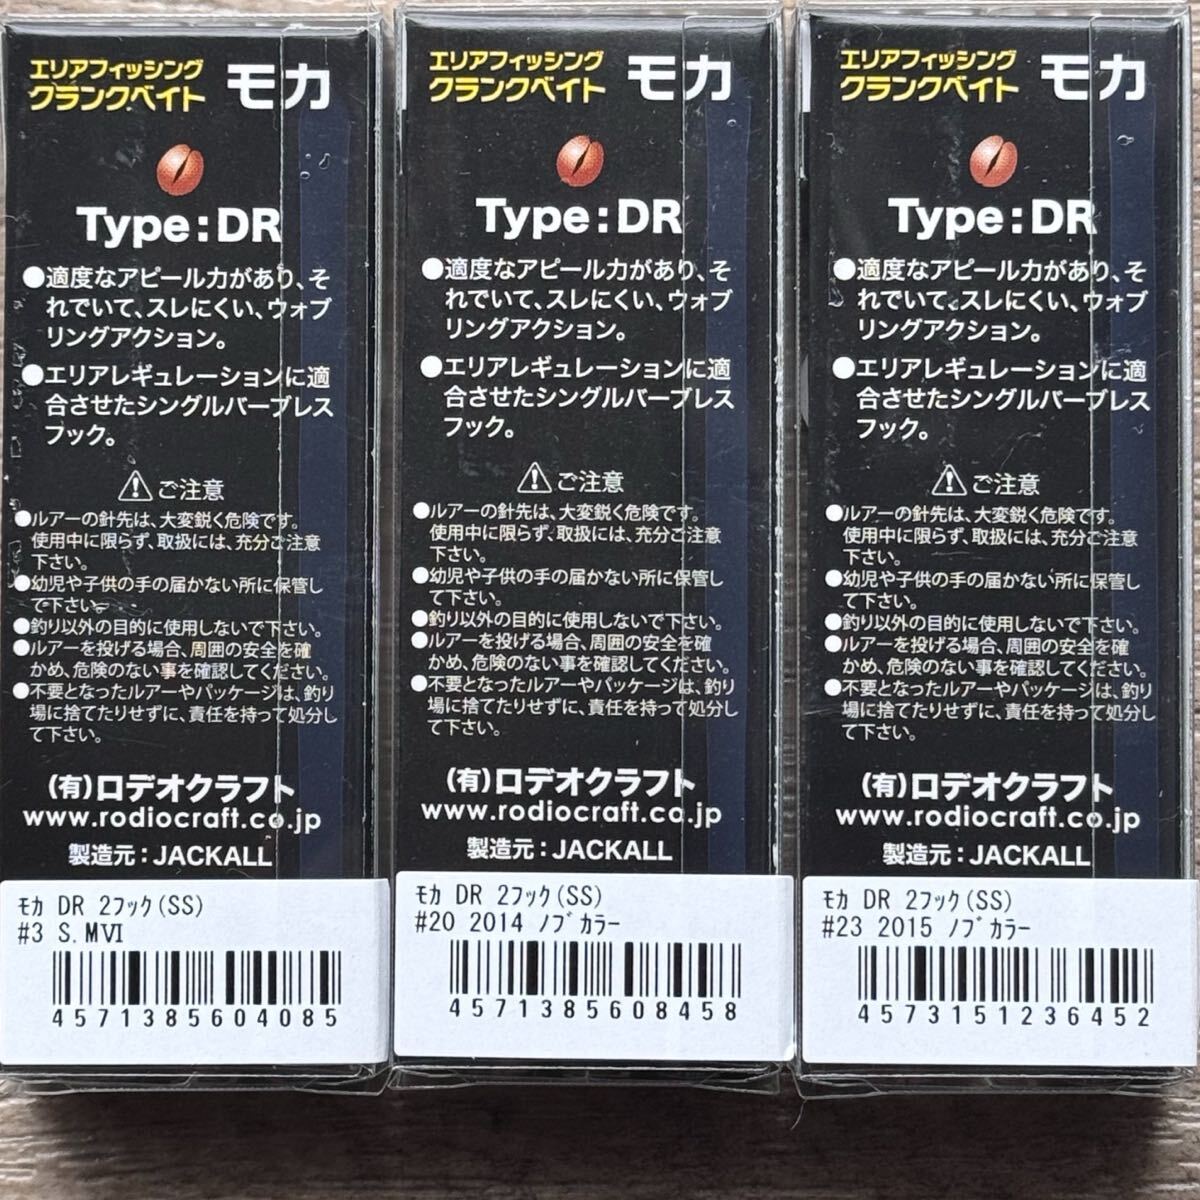 エリアフィッシング
クランクベイト モカ
Type:DR
●適度なアピール力があり、そ
れでいて、スレにくい、ウォブ
リングアクション。
●エリアレギュレーションに適
合させたシングルバーブレス
フック。
⚠ご注意
●ルアーの針先は、大変鋭く危険です。
使用中に限らず、取扱には、充分ご注意
下さい。
●幼児や子供の手の届かない所に保管し
て下さい。
●釣り以外の目的に使用しないで下さい。
●ルアーを投げる場合、周囲の安全を確
かめ、危険のない事を確認してください。
●不要となったルアーやパッケージは、釣り
場に捨てたりせずに、責任を持って処分し
て下さい。
(有)ロデオクラフト
www.rodiocraft.co.jp
製造元:JACKALL
ﾓｶ DR 2ﾌｯｸ(SS)
#3 S.MⅥ
4571385604085
エリアフィッシング
クランクベイト モカ
Type:DR
●適度なアピール力があり、そ
れでいて、スレにくい、ウォブ
リングアクション。
●エリアレギュレーションに適
合させたシングルバーブレス
フック。
⚠ご注意
●ルアーの針先は、大変鋭く危険です。
使用中に限らず、取扱には、充分ご注意
下さい。
●幼児や子供の手の届かない所に保管し
て下さい。
●釣り以外の目的に使用しないで下さい。
●ルアーを投げる場合、周囲の安全を確
かめ、危険のない事を確認してください。
●不要となったルアーやパッケージは、釣り
場に捨てたりせずに、責任を持って処分し
て下さい。
(有)ロデオクラフト
www.rodiocraft.co.jp
製造元:JACKALL
ﾓｶ DR 2ﾌｯｸ(SS)
#20 2014 ﾉﾌﾞｶﾗｰ
4571385608458
エリアフィッシング
クランクベイト モカ
Type:DR
●適度なアピール力があり、そ
れでいて、スレにくい、ウォブ
リングアクション。
●エリアレギュレーションに適
合させたシングルバーブレス
フック。
⚠ご注意
●ルアーの針先は、大変鋭く危険です。
使用中に限らず、取扱には、充分ご注意
下さい。
●幼児や子供の手の届かない所に保管し
て下さい。
●釣り以外の目的に使用しないで下さい。
●ルアーを投げる場合、周囲の安全を確
かめ、危険のない事を確認してください。
●不要となったルアーやパッケージは、釣り
場に捨てたりせずに、責任を持って処分し
て下さい。
(有)ロデオクラフト
www.rodiocraft.co.jp
製造元:JACKALL
ﾓｶ DR 2ﾌｯｸ(SS)
#23 2015 ﾉﾌﾞｶﾗｰ
4573151236452